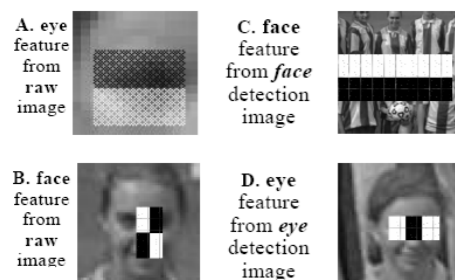 A. eye
feature
from
raw
image
C. face
feature
from face
detection
image
B. face
feature
from
raw
image
D. eye
feature
from eye
detection
image